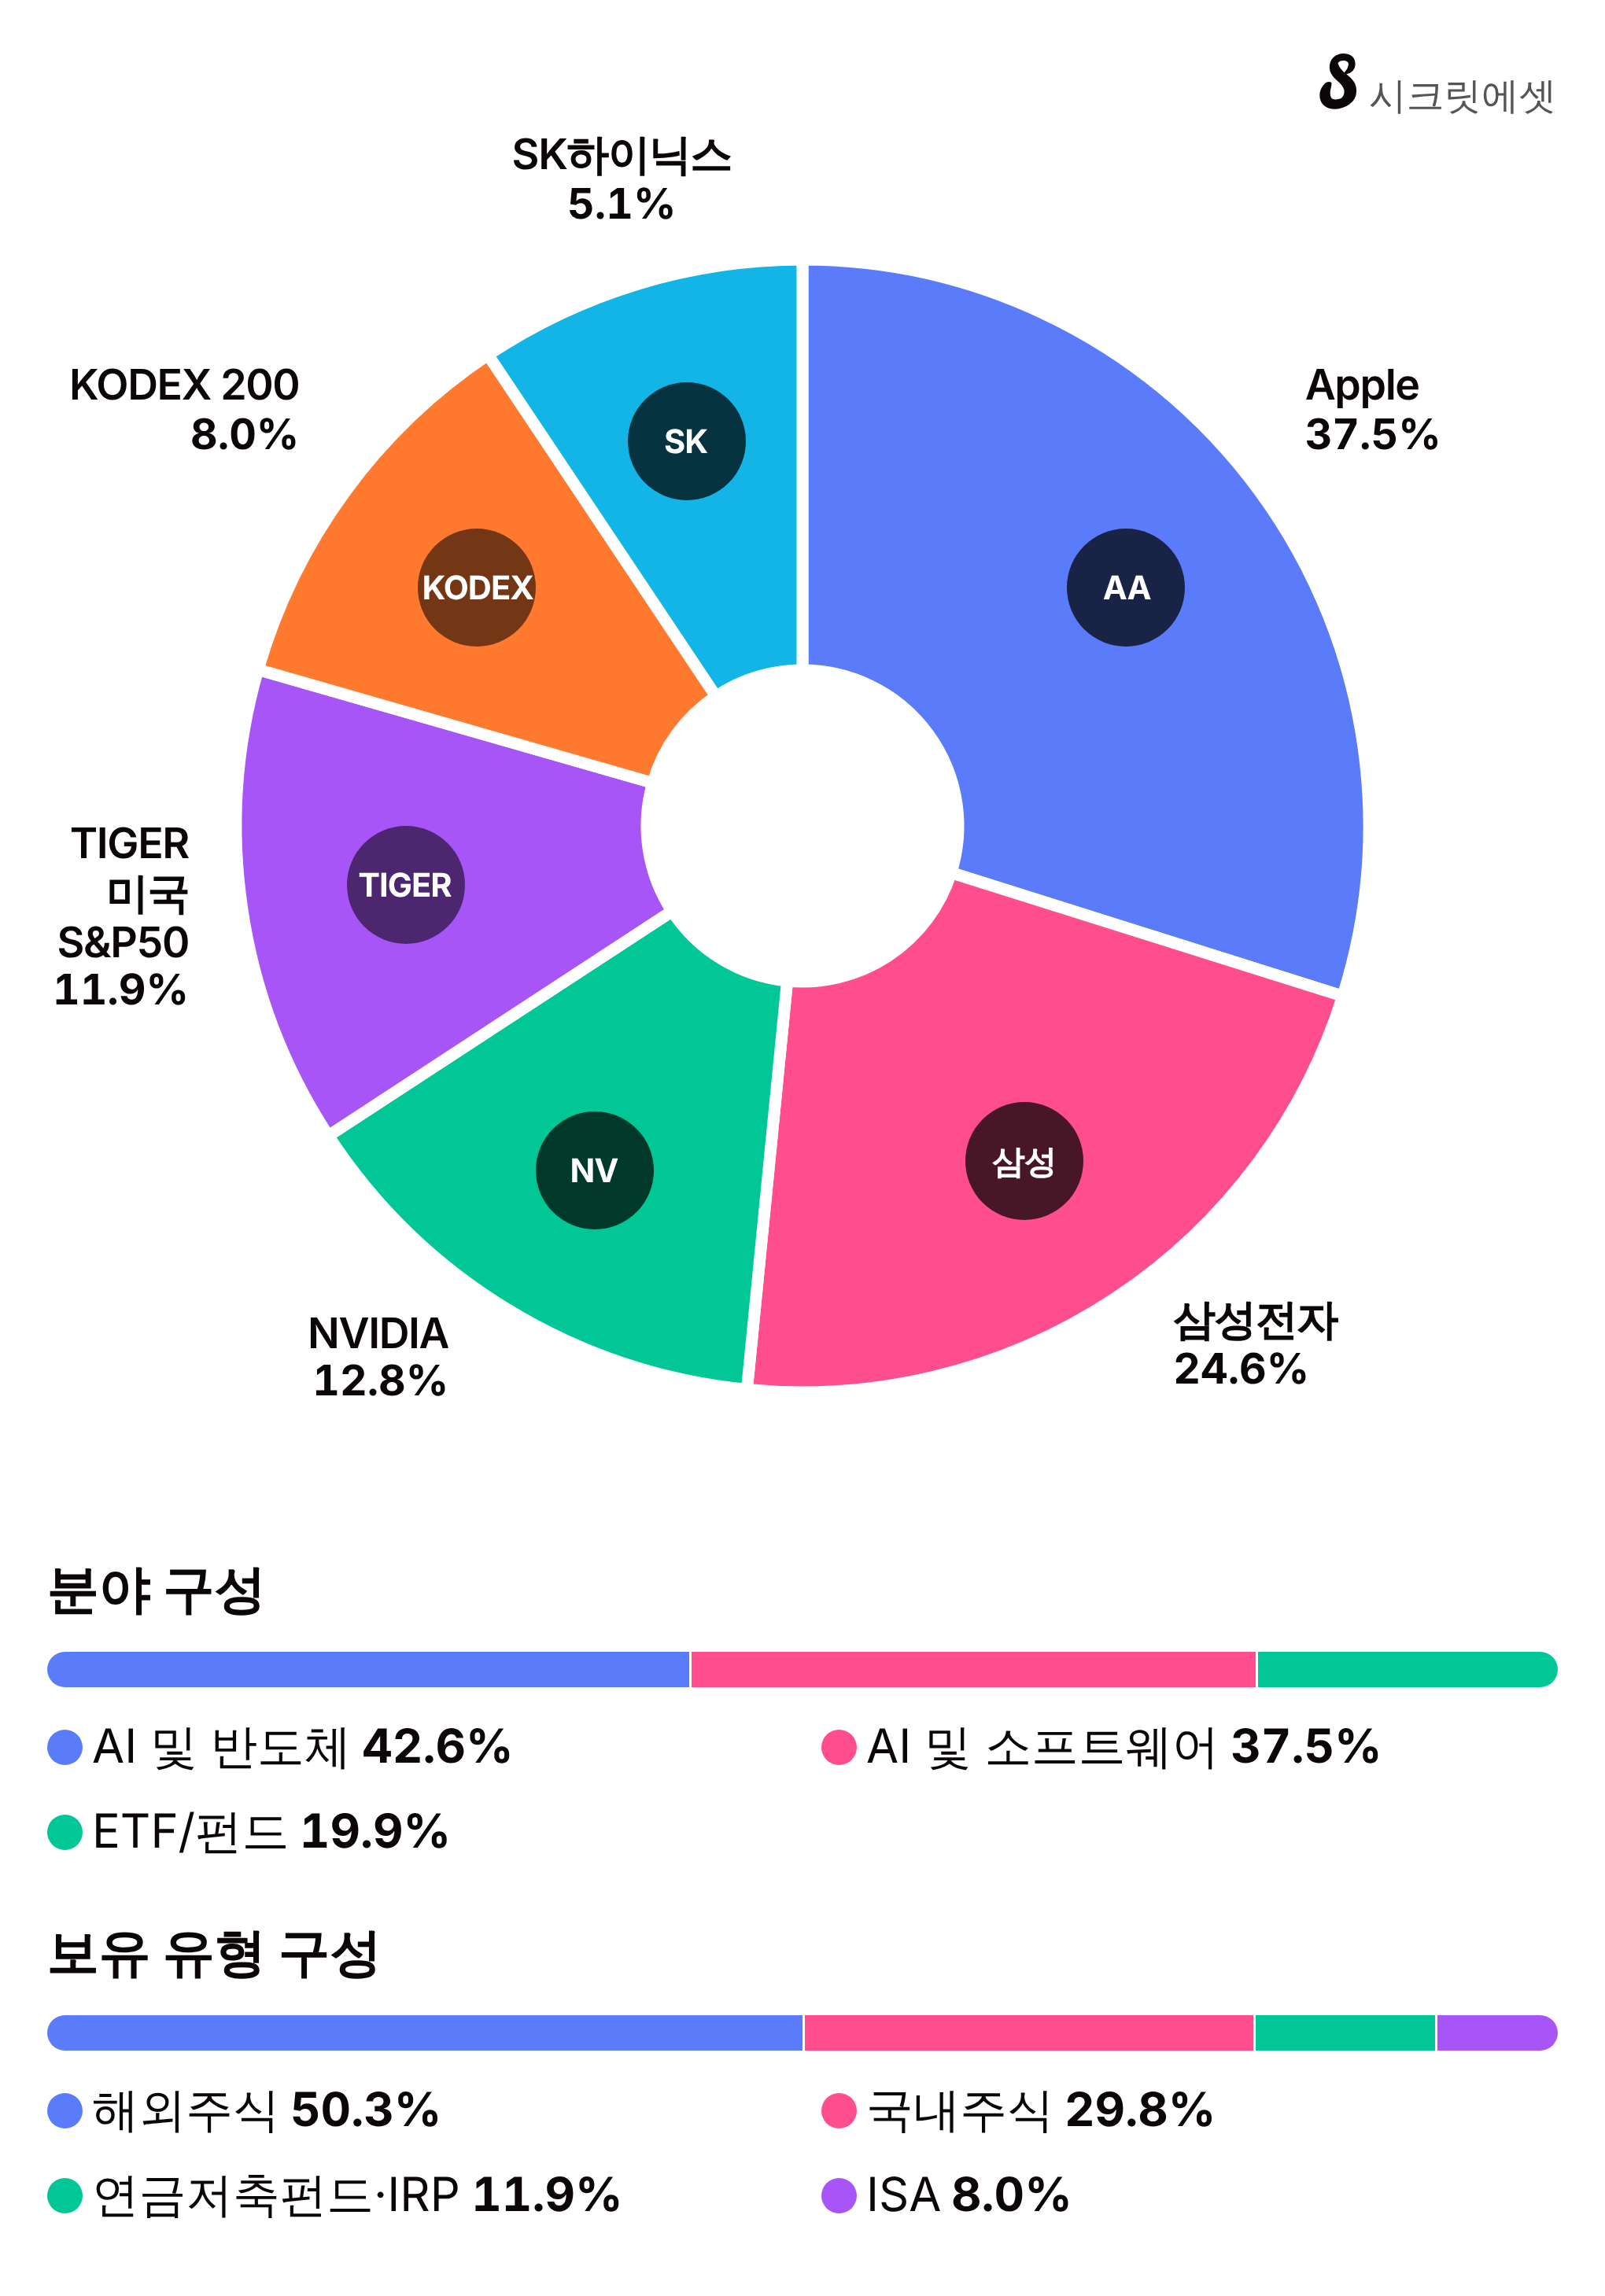 시크릿에셋
SK하이닉스
5.1%
KODEX 200
8.0%
Apple
37.5%
SK
KODEX
AA
TIGER
미국
S&P50
11.9%
TIGER
NV
삼성
NVIDIA
12.8%
삼성전자
24.6%
분야 구성
AI 및 반도체 42.6%
AI 및 소프트웨어 37.5%
ETF/펀드 19.9%
보유 유형 구성
해외주식 50.3%
국내주식 29.8%
연금저축펀드·IRP 11.9%
ISA 8.0%